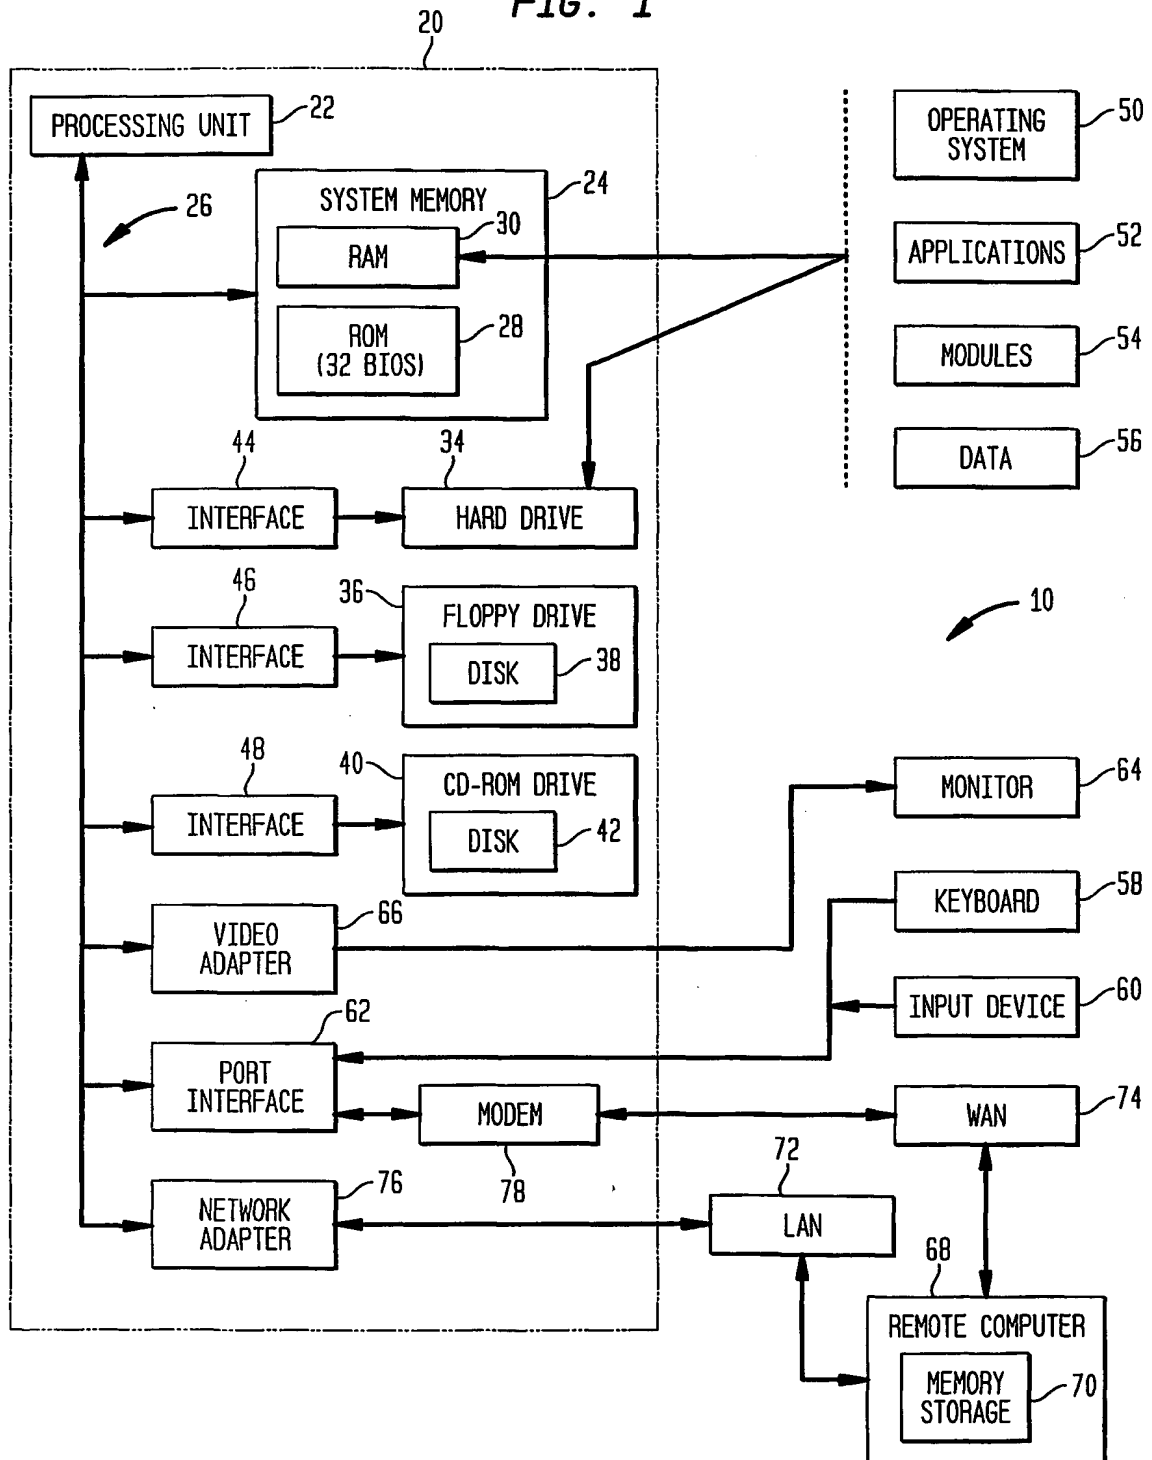 FIG. 1
20
PROCESSING UNIT
22
OPERATING
SYSTEM
50
26
SYSTEM MEMORY
24
RAM
30
APPLICATIONS
52
ROM
(32 BIOS)
28
MODULES
54
44
34
DATA
56
INTERFACE
HARD DRIVE
46
36
FLOPPY DRIVE
10
INTERFACE
DISK
38
48
40
CD-ROM DRIVE
MONITOR
64
INTERFACE
DISK
42
VIDEO
ADAPTER
66
KEYBOARD
58
62
INPUT DEVICE
60
PORT
INTERFACE
MODEM
78
WAN
74
NETWORK
ADAPTER
76
72
LAN
68
REMOTE COMPUTER
MEMORY
STORAGE
70